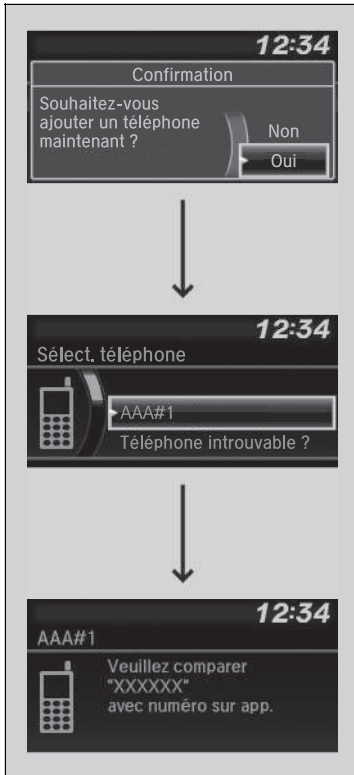 12:34
Confirmation
Souhaitez-vous
ajouter un téléphone
maintenant ?
Non
Oui
12:34
Sélect. téléphone
AAA#1
Téléphone introuvable ?
12:34
AAA#1
Veuillez comparer
"XXXXXX"
avec numéro sur app.